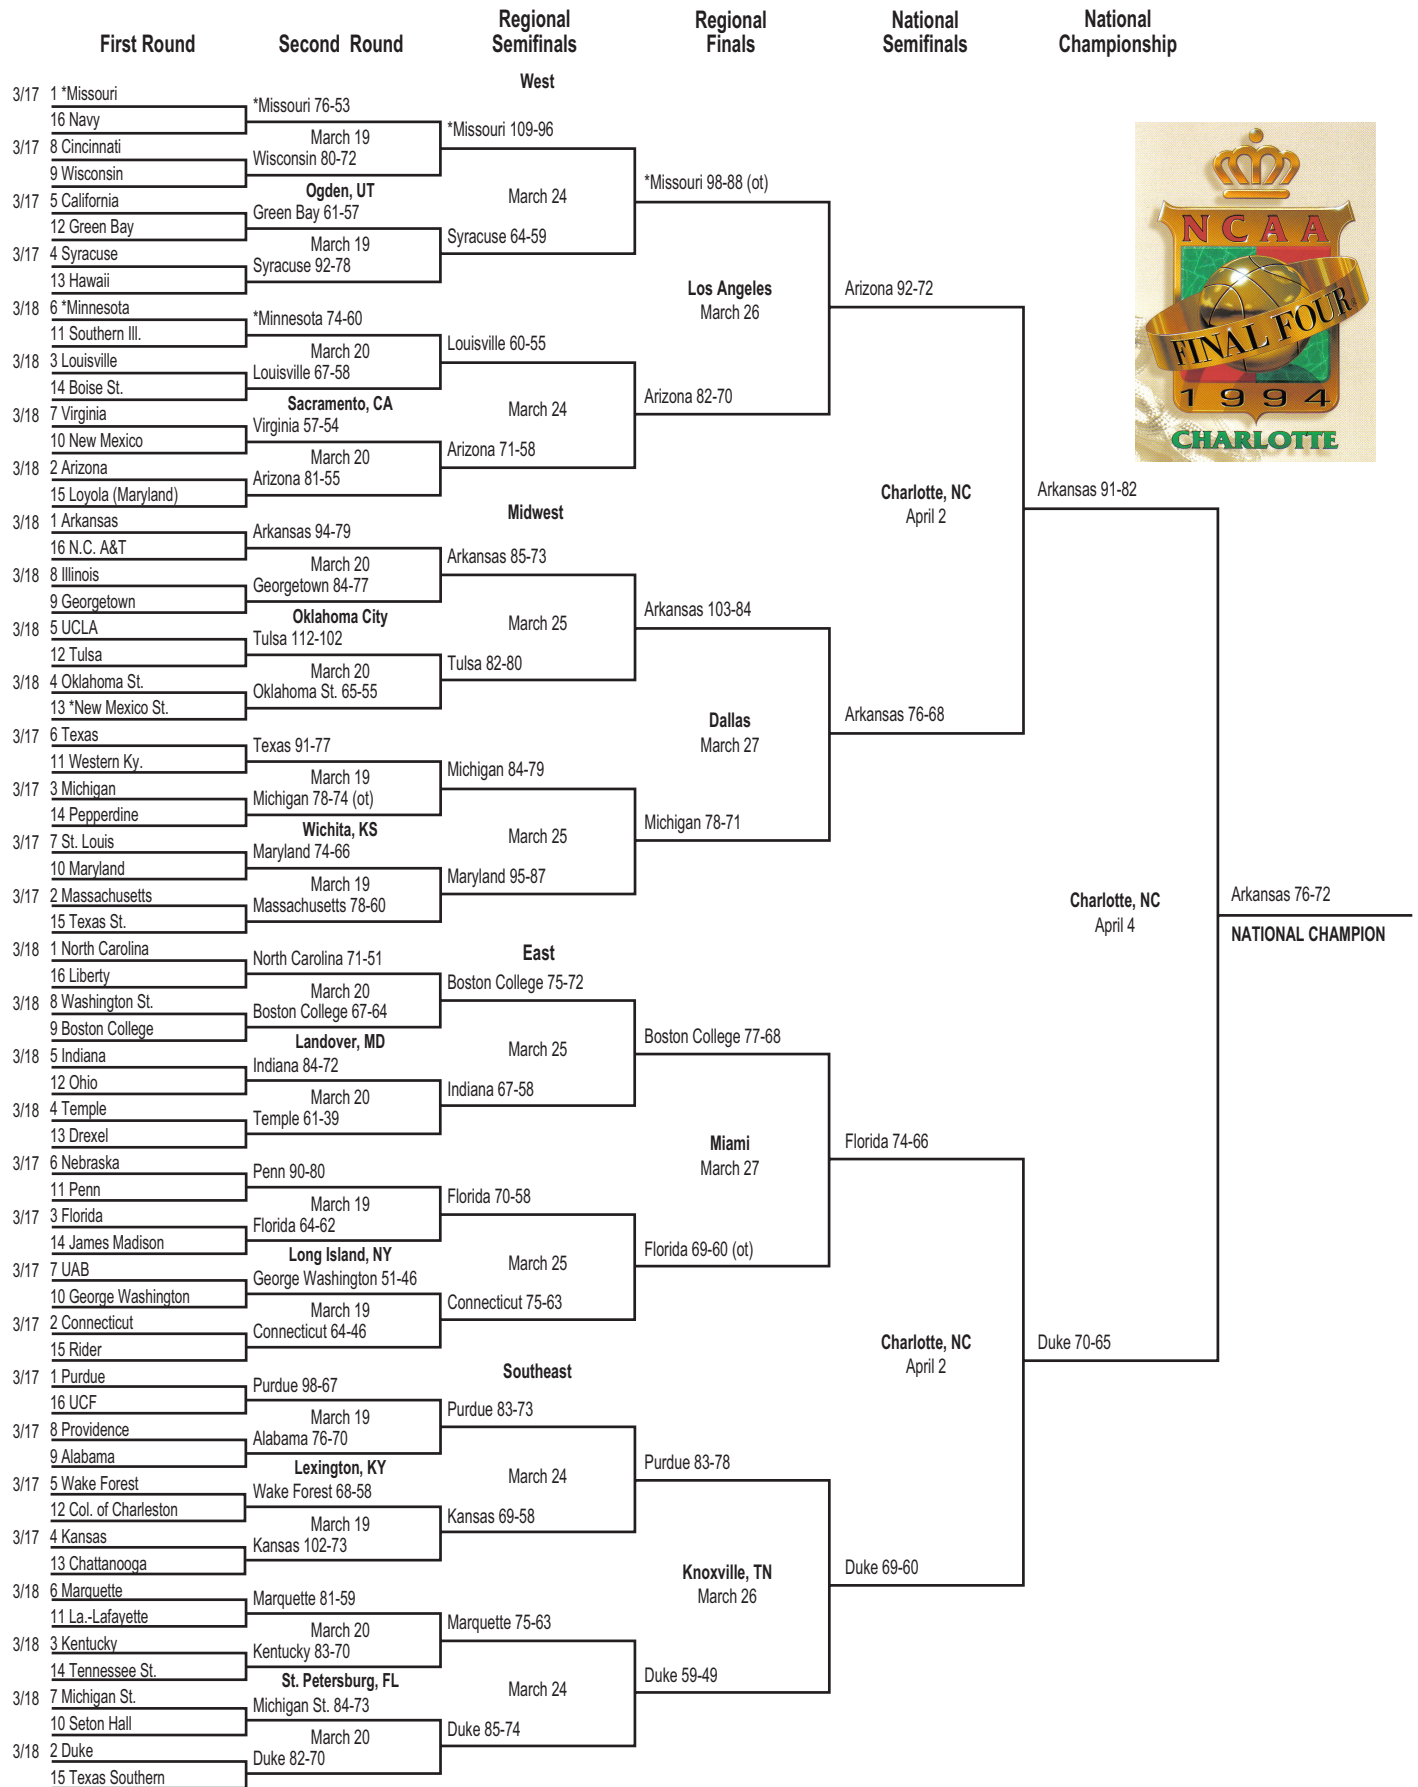 First Round
Second Round
Regional Semifinals
Regional Finals
National Semifinals
National Championship
West
3/17 1 *Missouri
16 Navy
3/17 8 Cincinnati
9 Wisconsin
3/17 5 California
12 Green Bay
3/17 4 Syracuse
13 Hawaii
3/18 6 *Minnesota
11 Southern Ill.
3/18 3 Louisville
14 Boise St.
3/18 7 Virginia
10 New Mexico
3/18 2 Arizona
15 Loyola (Maryland)
*Missouri 76-53
March 19
Wisconsin 80-72
Ogden, UT
Green Bay 61-57
March 19
Syracuse 92-78
*Minnesota 74-60
March 20
Louisville 67-58
Sacramento, CA
Virginia 57-54
March 20
Arizona 81-55
*Missouri 109-96
March 24
Syracuse 64-59
Louisville 60-55
March 24
Arizona 71-58
*Missouri 98-88 (ot)
Los Angeles
March 26
Arizona 82-70
Arizona 92-72
Midwest
3/18 1 Arkansas
16 N.C. A&T
3/18 8 Illinois
9 Georgetown
3/18 5 UCLA
12 Tulsa
3/18 4 Oklahoma St.
13 *New Mexico St.
3/17 6 Texas
11 Western Ky.
3/17 3 Michigan
14 Pepperdine
3/17 7 St. Louis
10 Maryland
3/17 2 Massachusetts
15 Texas St.
Arkansas 94-79
March 20
Georgetown 84-77
Oklahoma City
Tulsa 112-102
March 20
Oklahoma St. 65-55
Texas 91-77
March 19
Michigan 78-74 (ot)
Wichita, KS
Maryland 74-66
March 19
Massachusetts 78-60
Arkansas 85-73
March 25
Tulsa 82-80
Michigan 84-79
March 25
Maryland 95-87
Arkansas 103-84
Dallas
March 27
Michigan 78-71
Arkansas 76-68
Charlotte, NC
April 2
Arkansas 91-82
East
3/18 1 North Carolina
16 Liberty
3/18 8 Washington St.
9 Boston College
3/18 5 Indiana
12 Ohio
3/18 4 Temple
13 Drexel
3/17 6 Nebraska
11 Penn
3/17 3 Florida
14 James Madison
3/17 7 UAB
10 George Washington
3/17 2 Connecticut
15 Rider
North Carolina 71-51
March 20
Boston College 67-64
Landover, MD
Indiana 84-72
March 20
Temple 61-39
Penn 90-80
March 19
Florida 64-62
Long Island, NY
George Washington 51-46
March 19
Connecticut 64-46
Boston College 75-72
March 25
Indiana 67-58
Florida 70-58
March 25
Connecticut 75-63
Boston College 77-68
Miami
March 27
Florida 69-60 (ot)
Florida 74-66
Southeast
3/17 1 Purdue
16 UCF
3/17 8 Providence
9 Alabama
3/17 5 Wake Forest
12 Col. of Charleston
3/17 4 Kansas
13 Chattanooga
3/18 6 Marquette
11 La.-Lafayette
3/18 3 Kentucky
14 Tennessee St.
3/18 7 Michigan St.
10 Seton Hall
3/18 2 Duke
15 Texas Southern
Purdue 98-67
March 19
Alabama 76-70
Lexington, KY
Wake Forest 68-58
March 19
Kansas 102-73
Marquette 81-59
March 20
Kentucky 83-70
St. Petersburg, FL
Michigan St. 84-73
March 20
Duke 82-70
Purdue 83-73
March 24
Kansas 69-58
Marquette 75-63
March 24
Duke 85-74
Purdue 83-78
Knoxville, TN
March 26
Duke 59-49
Duke 69-60
Charlotte, NC
April 2
Duke 70-65
Charlotte, NC
April 4
Arkansas 76-72
NATIONAL CHAMPION
NCAA
FINAL FOUR®
1994
CHARLOTTE